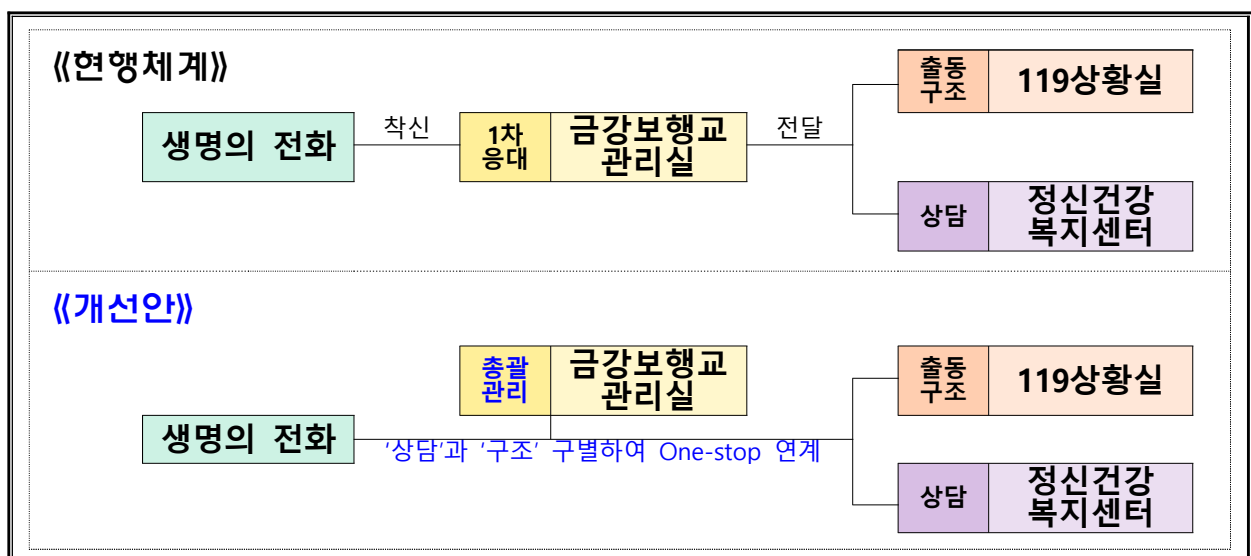 《현행체계》
생명의 전화
착신
1차
응대
금강보행교
관리실
전달
출동
구조
119상황실
상담
정신건강
복지센터
《개선안》
생명의 전화
총괄
관리
금강보행교
관리실
‘상담’과 ‘구조’ 구별하여 One-stop 연계
출동
구조
119상황실
상담
정신건강
복지센터